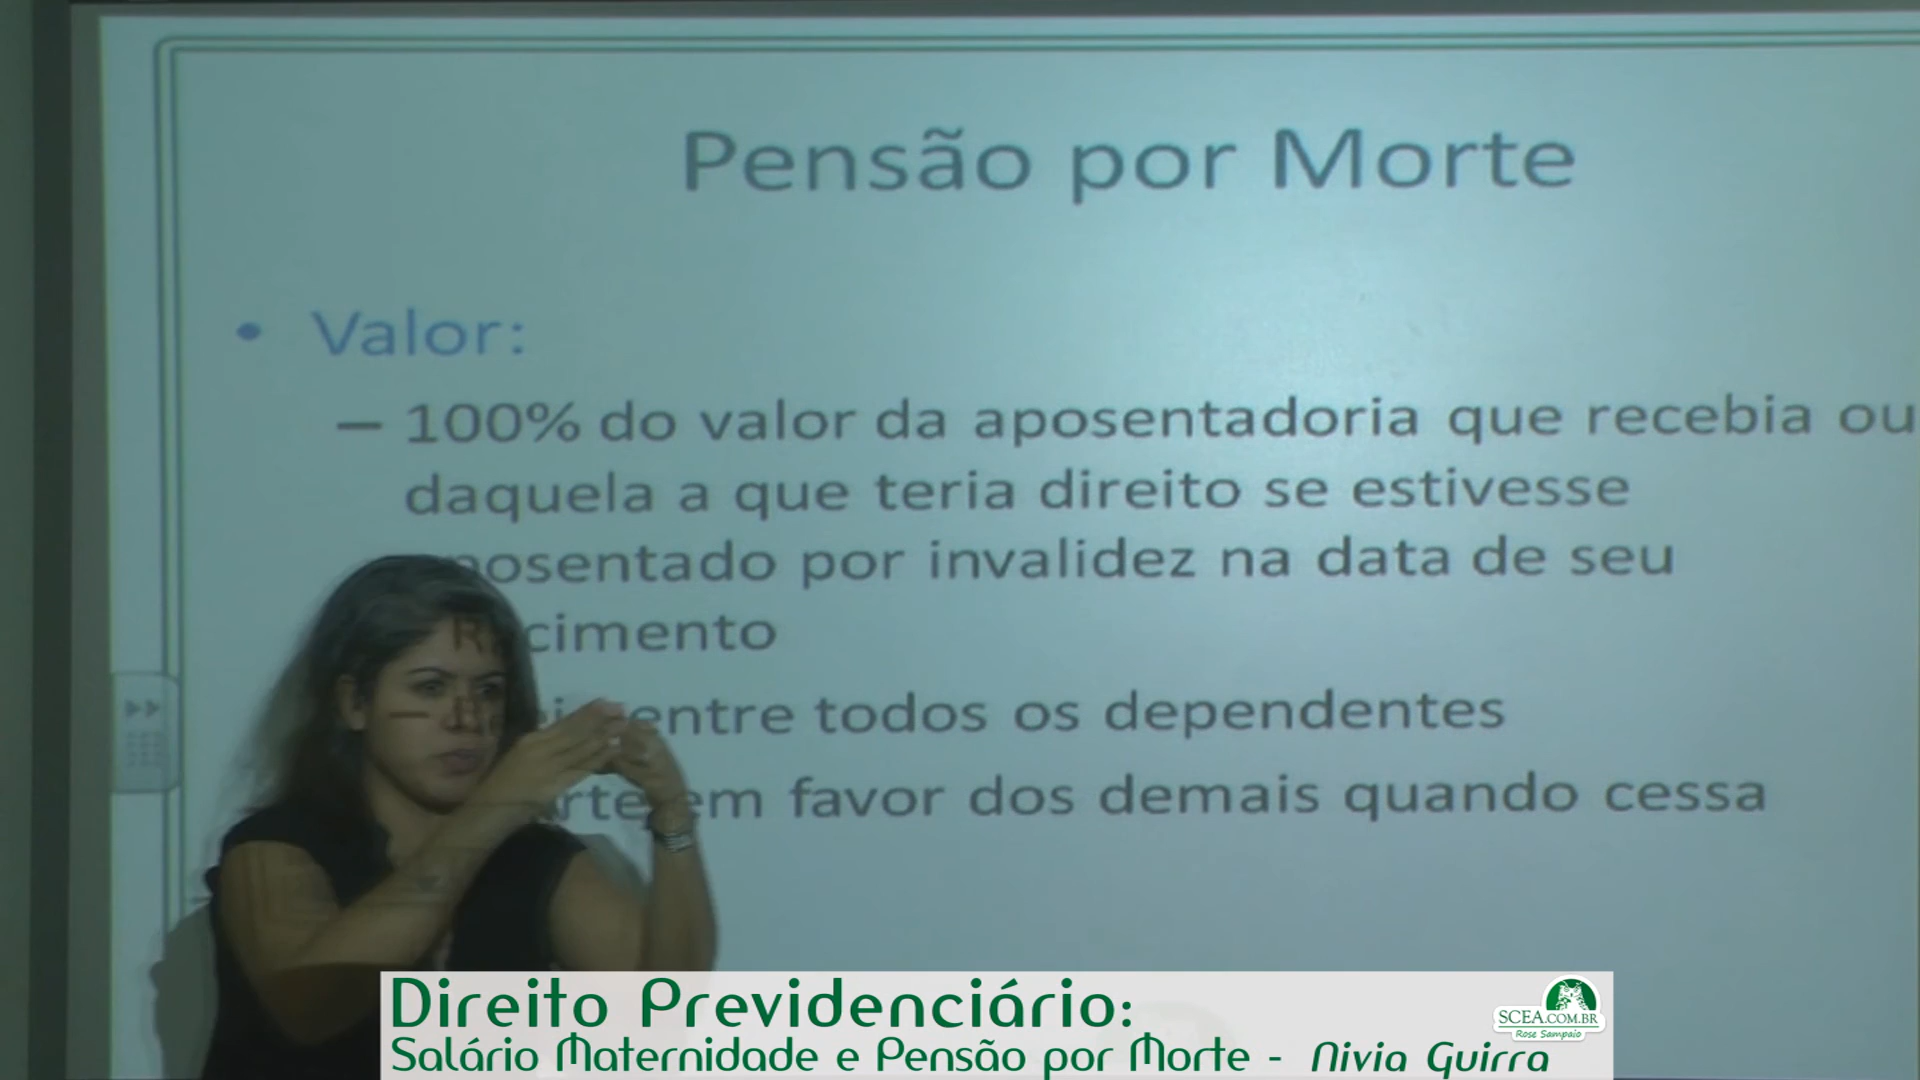 Pensão por Morte
• Valor:
– 100% do valor da aposentadoria que recebia ou
daquela a que teria direito se estivesse
aposentado por invalidez na data de seu
cimento
entre todos os dependentes
em favor dos demais quando cessa
Direito Previdenciário:
Salário Maternidade e Pensão por Morte - Nivia Guirra
SCEA.COM.BR
Rose Sampaio